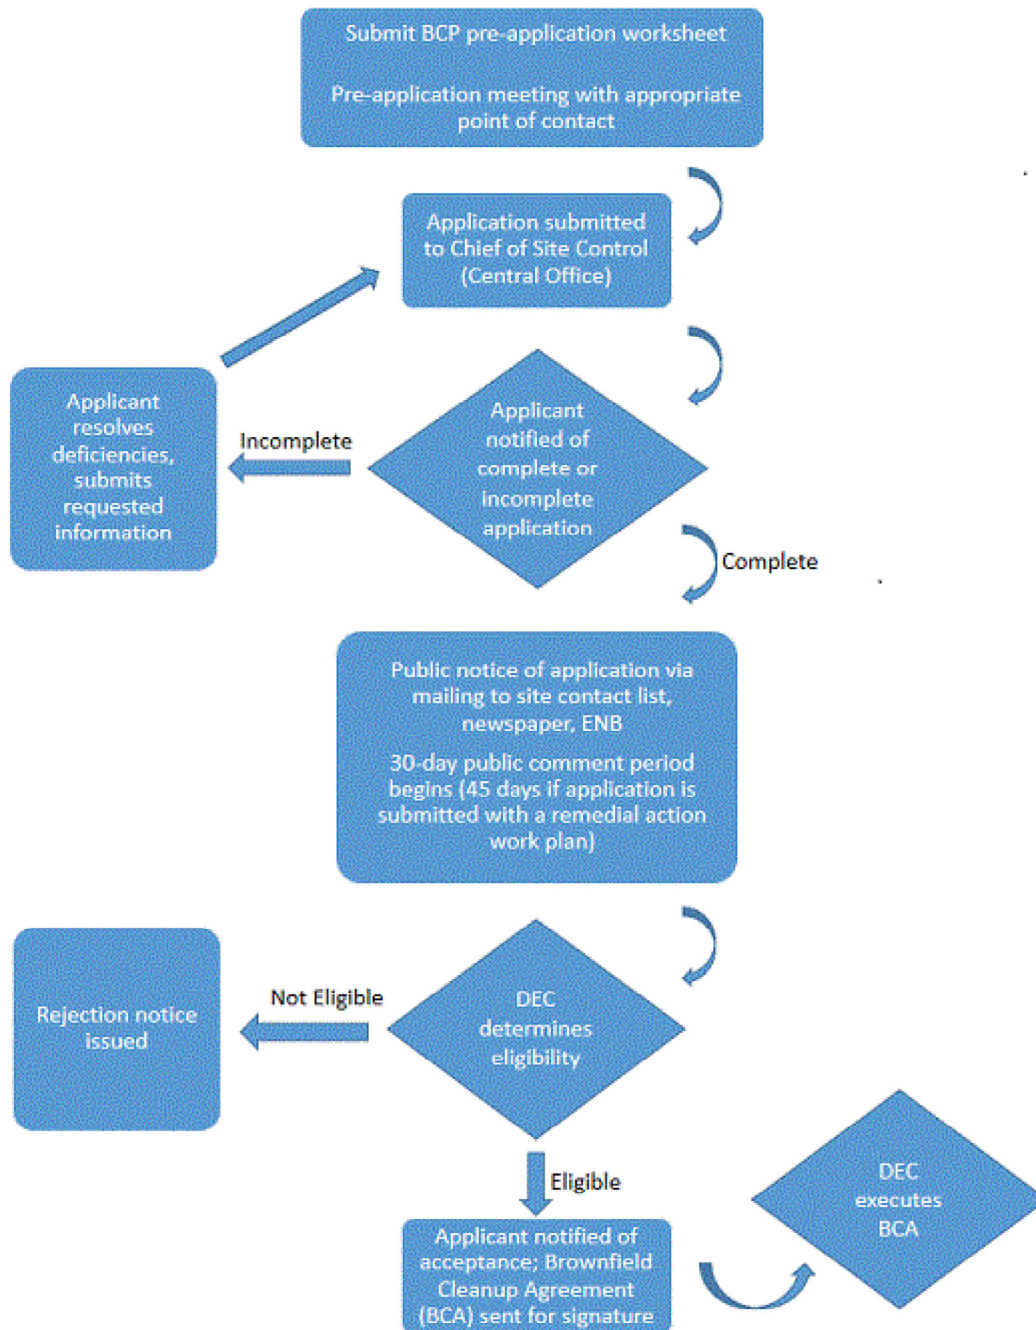 Submit BCP pre-application worksheet
Pre-application meeting with appropriate
point of contact
Application submitted
to Chief of Site Control
(Central Office)
Applicant
notified of
complete or
incomplete
application
Incomplete
Applicant
resolves
deficiencies,
submits
requested
information
Complete
Public notice of application via
mailing to site contact list,
newspaper, ENB
30-day public comment period
begins (45 days if application is
submitted with a remedial action
work plan)
DEC
determines
eligibility
Not Eligible
Rejection notice
issued
Eligible
Applicant notified of
acceptance; Brownfield
Cleanup Agreement
(BCA) sent for signature
DEC
executes
BCA